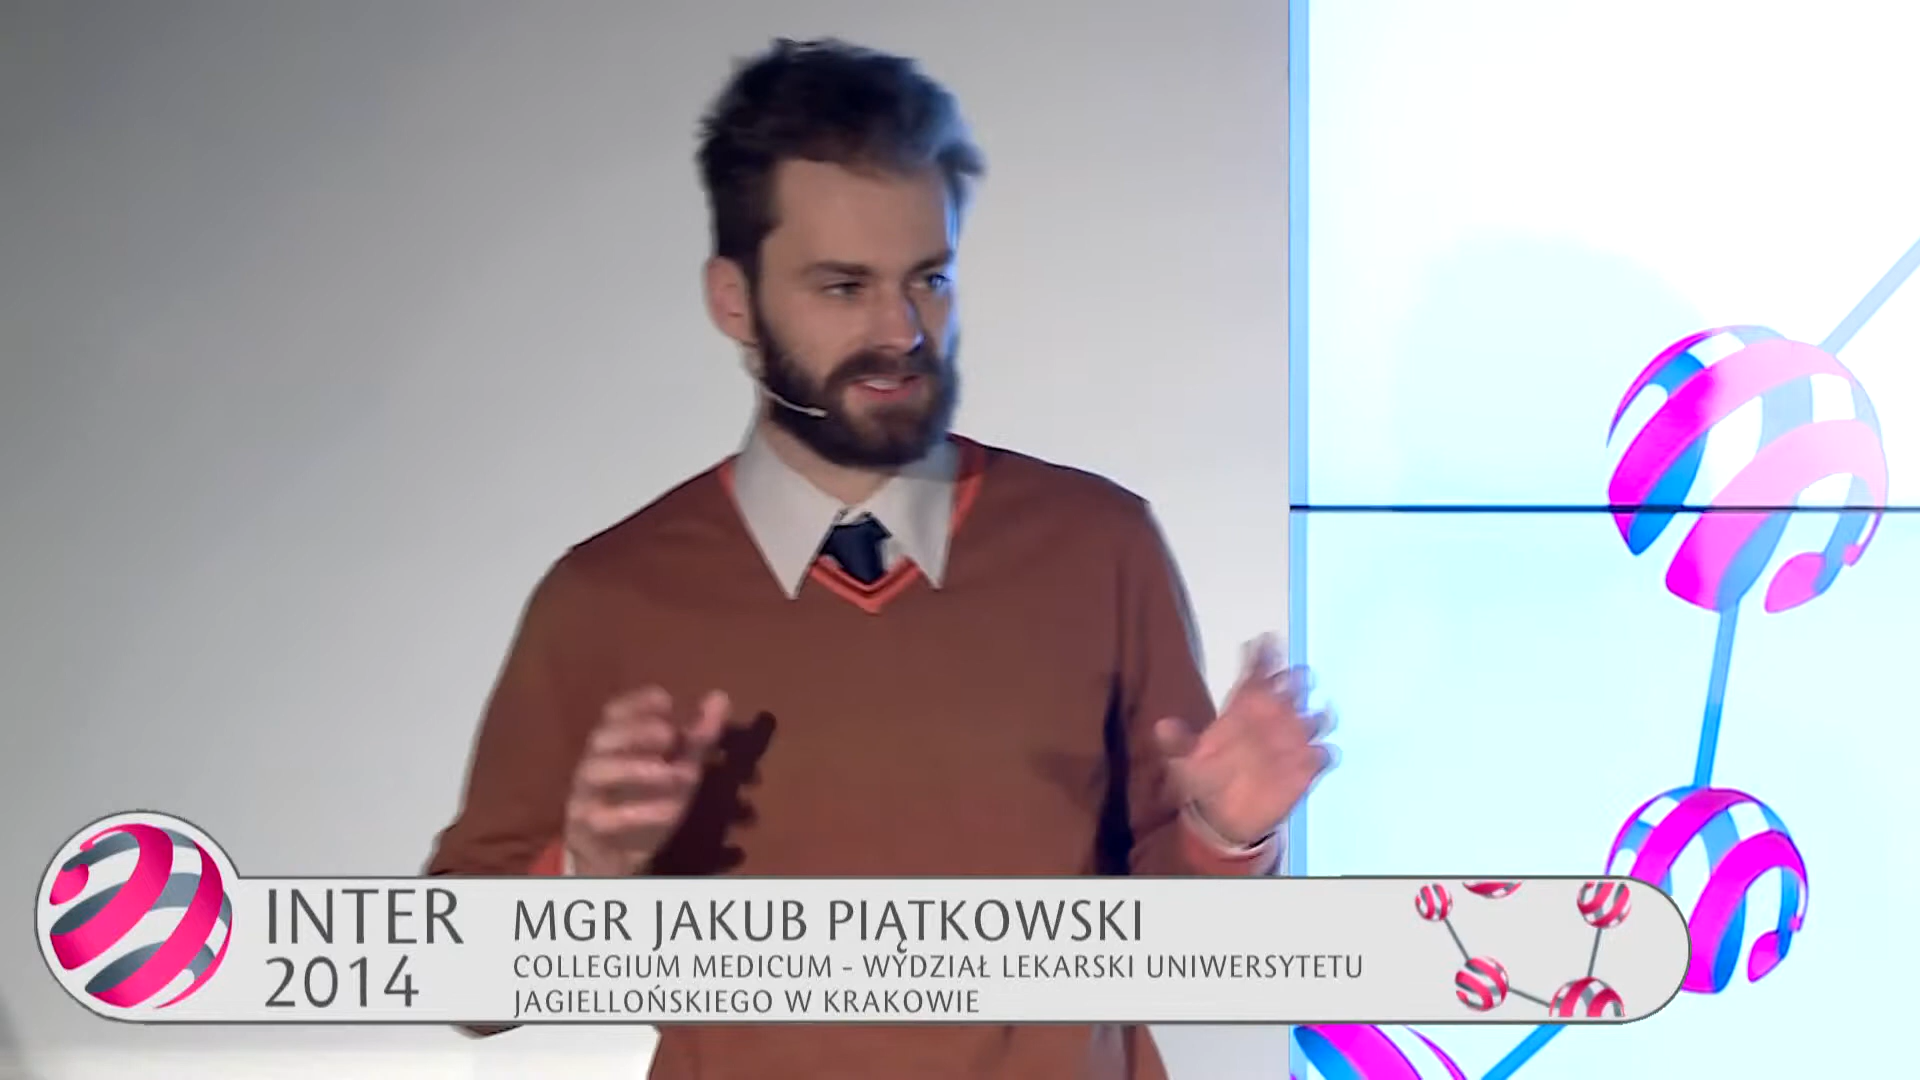 INTER
2014
MGR JAKUB PIĄTKOWSKI
COLLEGIUM MEDICUM - WYDZIAŁ LEKARSKI UNIWERSYTETU
JAGIELLOŃSKIEGO W KRAKOWIE